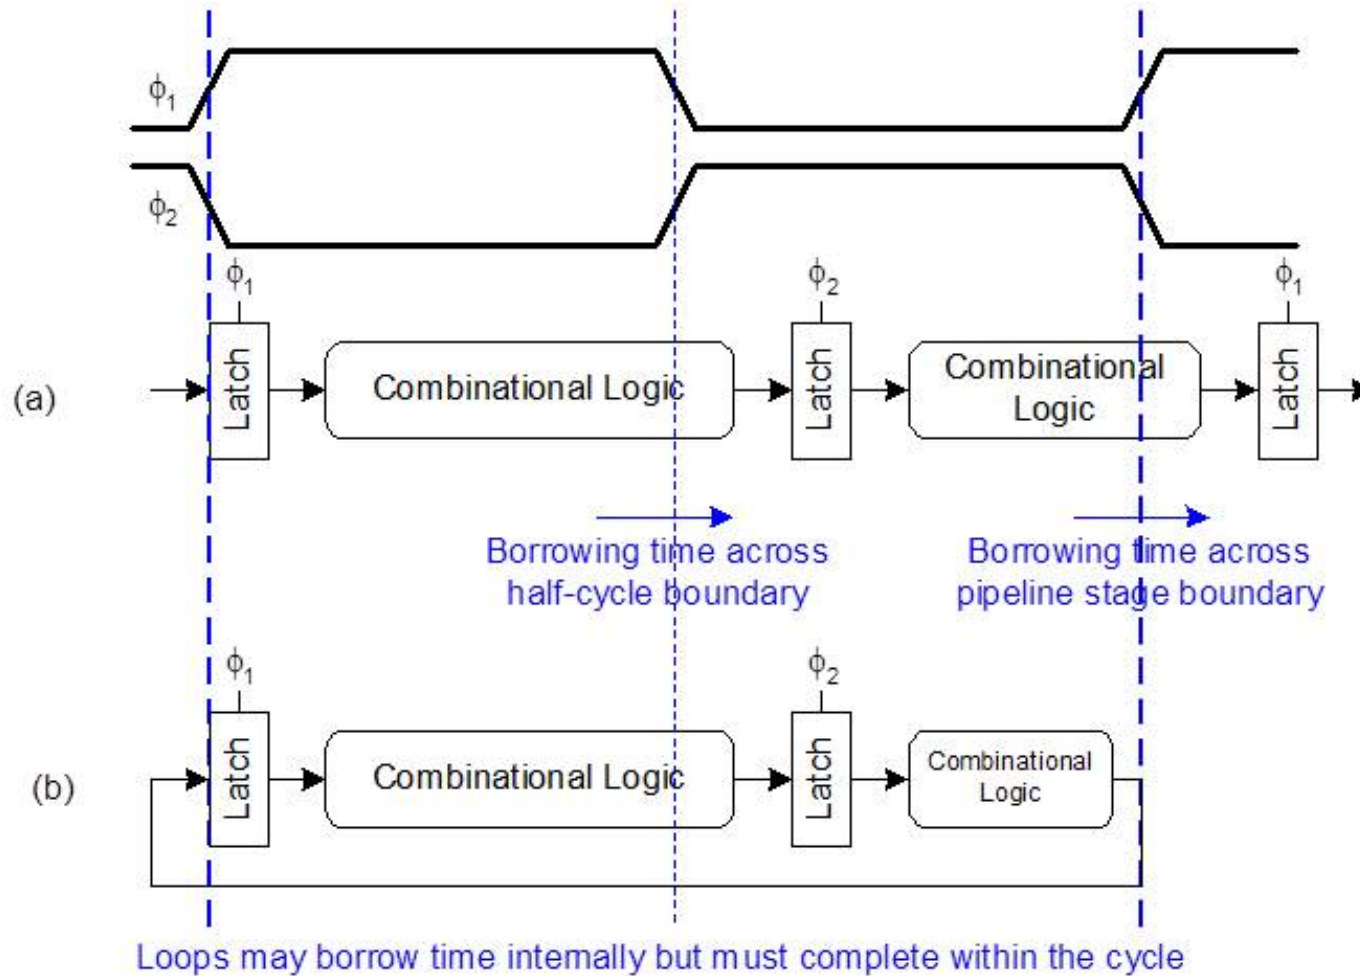 ϕ1
ϕ2
ϕ1
ϕ2
ϕ1
(a)
Latch
Combinational Logic
Latch
Combinational
Logic
Latch
Borrowing time across
half-cycle boundary
Borrowing time across
pipeline stage boundary
ϕ1
ϕ2
(b)
Latch
Combinational Logic
Latch
Combinational
Logic
Loops may borrow time internally but must complete within the cycle